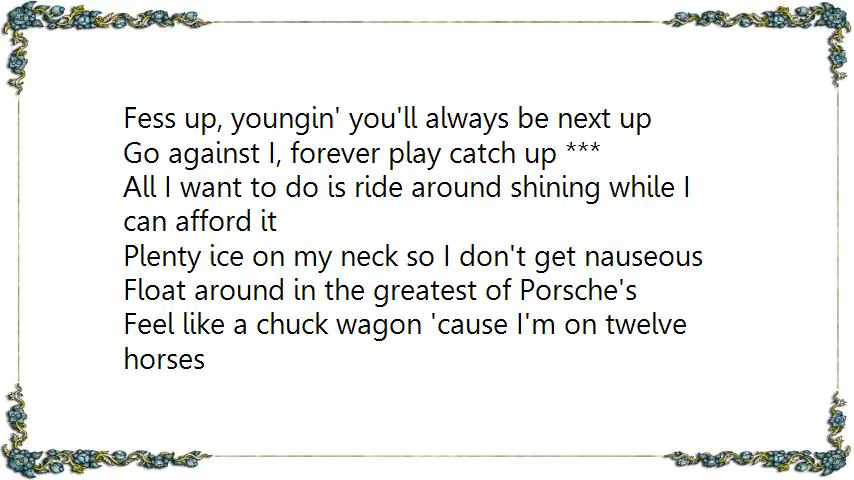 Fess up, youngin' you'll always be next up
Go against I, forever play catch up ***
All I want to do is ride around shining while I
can afford it
Plenty ice on my neck so I don't get nauseous
Float around in the greatest of Porsche's
Feel like a chuck wagon 'cause I'm on twelve
horses